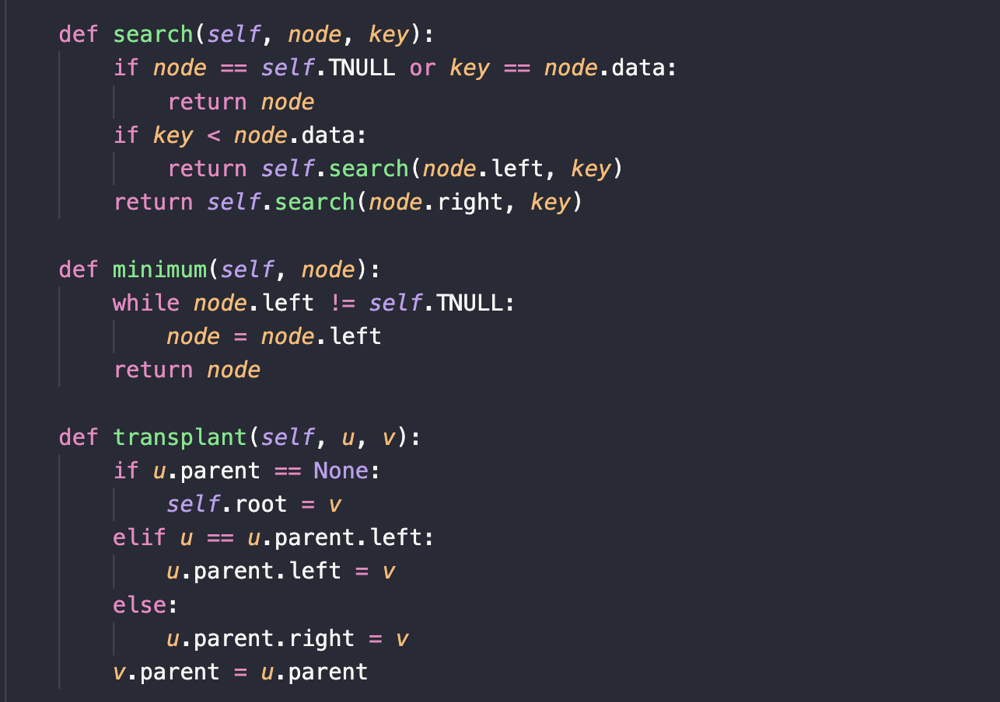 def search(self, node, key):
    if node == self.TNULL or key == node.data:
        return node
    if key < node.data:
        return self.search(node.left, key)
    return self.search(node.right, key)

def minimum(self, node):
    while node.left != self.TNULL:
        node = node.left
    return node

def transplant(self, u, v):
    if u.parent == None:
        self.root = v
    elif u == u.parent.left:
        u.parent.left = v
    else:
        u.parent.right = v
    v.parent = u.parent